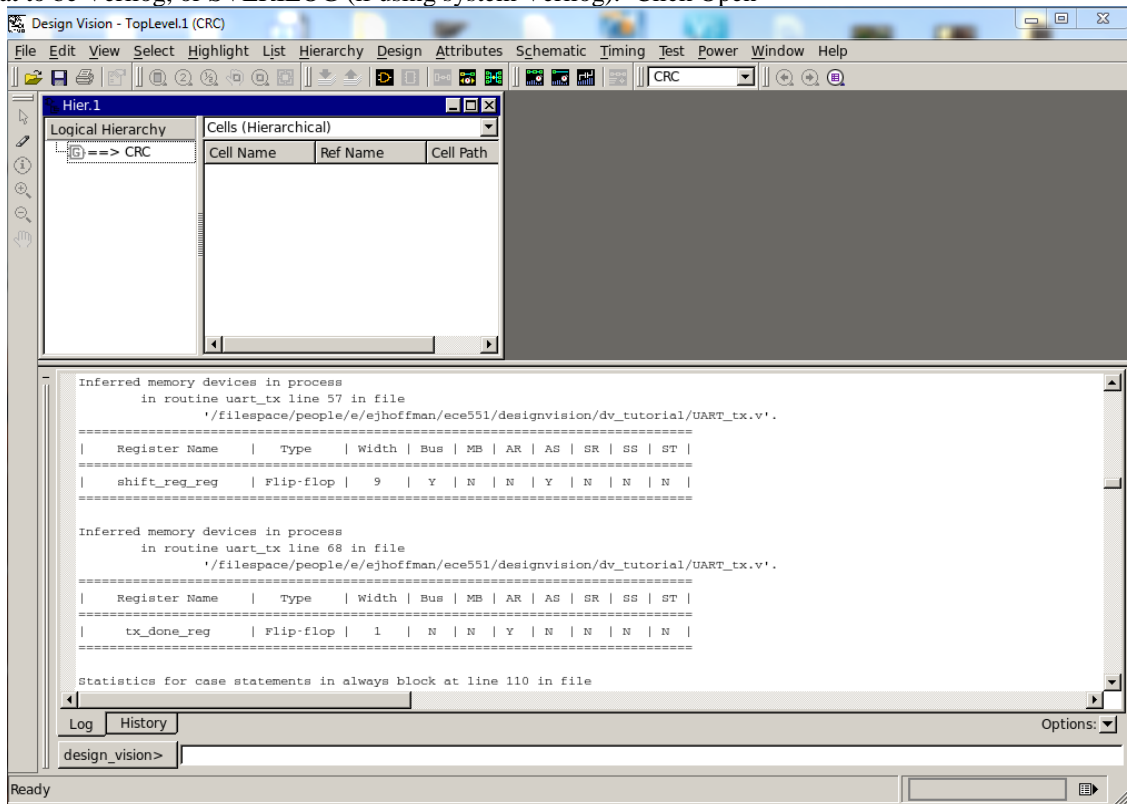 Design Vision - TopLevel.1 (CRC)
File Edit View Select Highlight List Hierarchy Design Attributes Schematic Timing Test Power Window Help
CRC
Hier.1
Logical Hierarchy
Cells (Hierarchical)
G ==> CRC
Cell Name Ref Name Cell Path
Inferred memory devices in process
in routine uart_tx line 57 in file
'/filespace/people/e/ejhoffman/ece551/designvision/dv_tutorial/UART_tx.v'.
===============================================================================
| Register Name | Type | Width | Bus | MB | AR | AS | SR | SS | ST |
===============================================================================
| shift_reg_reg | Flip-flop | 9 | Y | N | N | Y | N | N | N |
===============================================================================
Inferred memory devices in process
in routine uart_tx line 68 in file
'/filespace/people/e/ejhoffman/ece551/designvision/dv_tutorial/UART_tx.v'.
===============================================================================
| Register Name | Type | Width | Bus | MB | AR | AS | SR | SS | ST |
===============================================================================
| tx_done_reg | Flip-flop | 1 | N | N | Y | N | N | N | N |
===============================================================================
Statistics for case statements in always block at line 110 in file
Log History
Options:
design_vision>
Ready